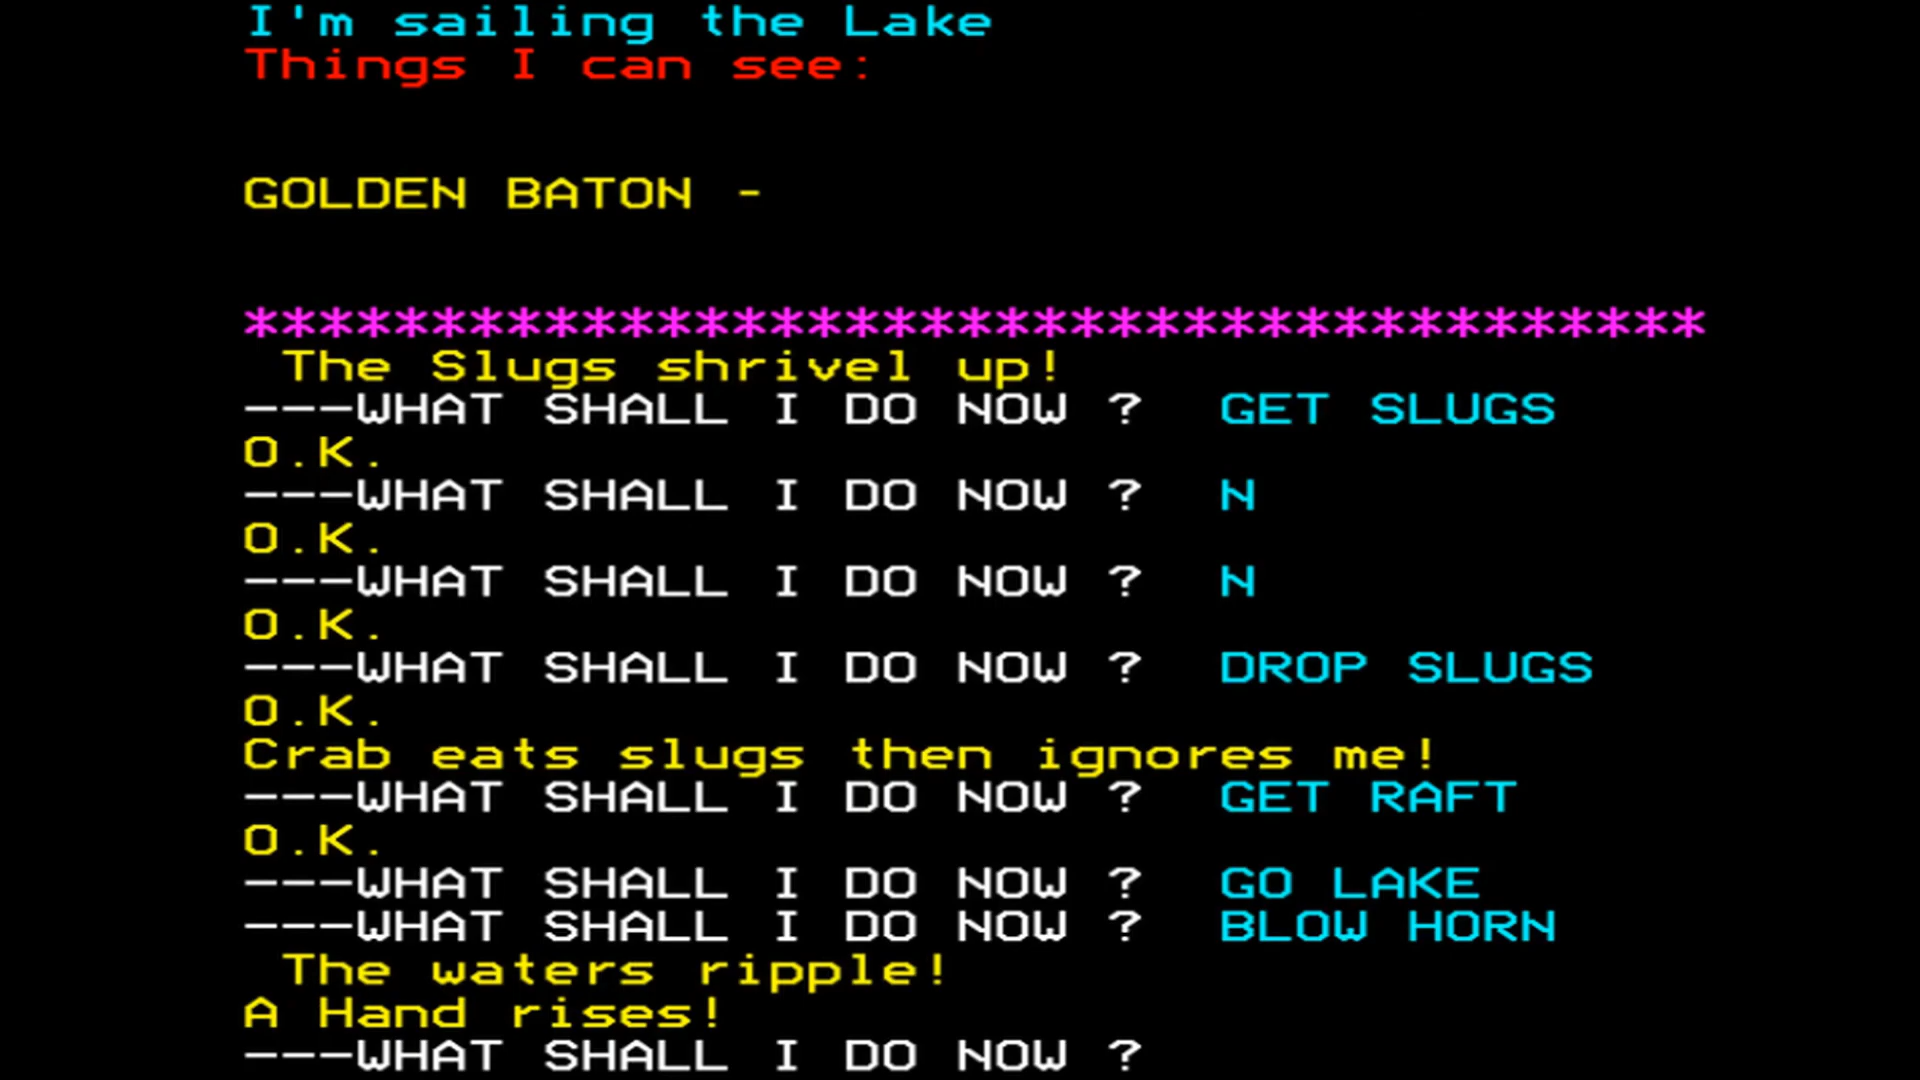 I'm sailing the Lake
Things I can see:
GOLDEN BATON -
***************************************
The Slugs shrivel up!
---WHAT SHALL I DO NOW ?  GET SLUGS
O.K.
---WHAT SHALL I DO NOW ?  N
O.K.
---WHAT SHALL I DO NOW ?  N
O.K.
---WHAT SHALL I DO NOW ?  DROP SLUGS
O.K.
Crab eats slugs then ignores me!
---WHAT SHALL I DO NOW ?  GET RAFT
O.K.
---WHAT SHALL I DO NOW ?  GO LAKE
---WHAT SHALL I DO NOW ?  BLOW HORN
The waters ripple!
A Hand rises!
---WHAT SHALL I DO NOW ?